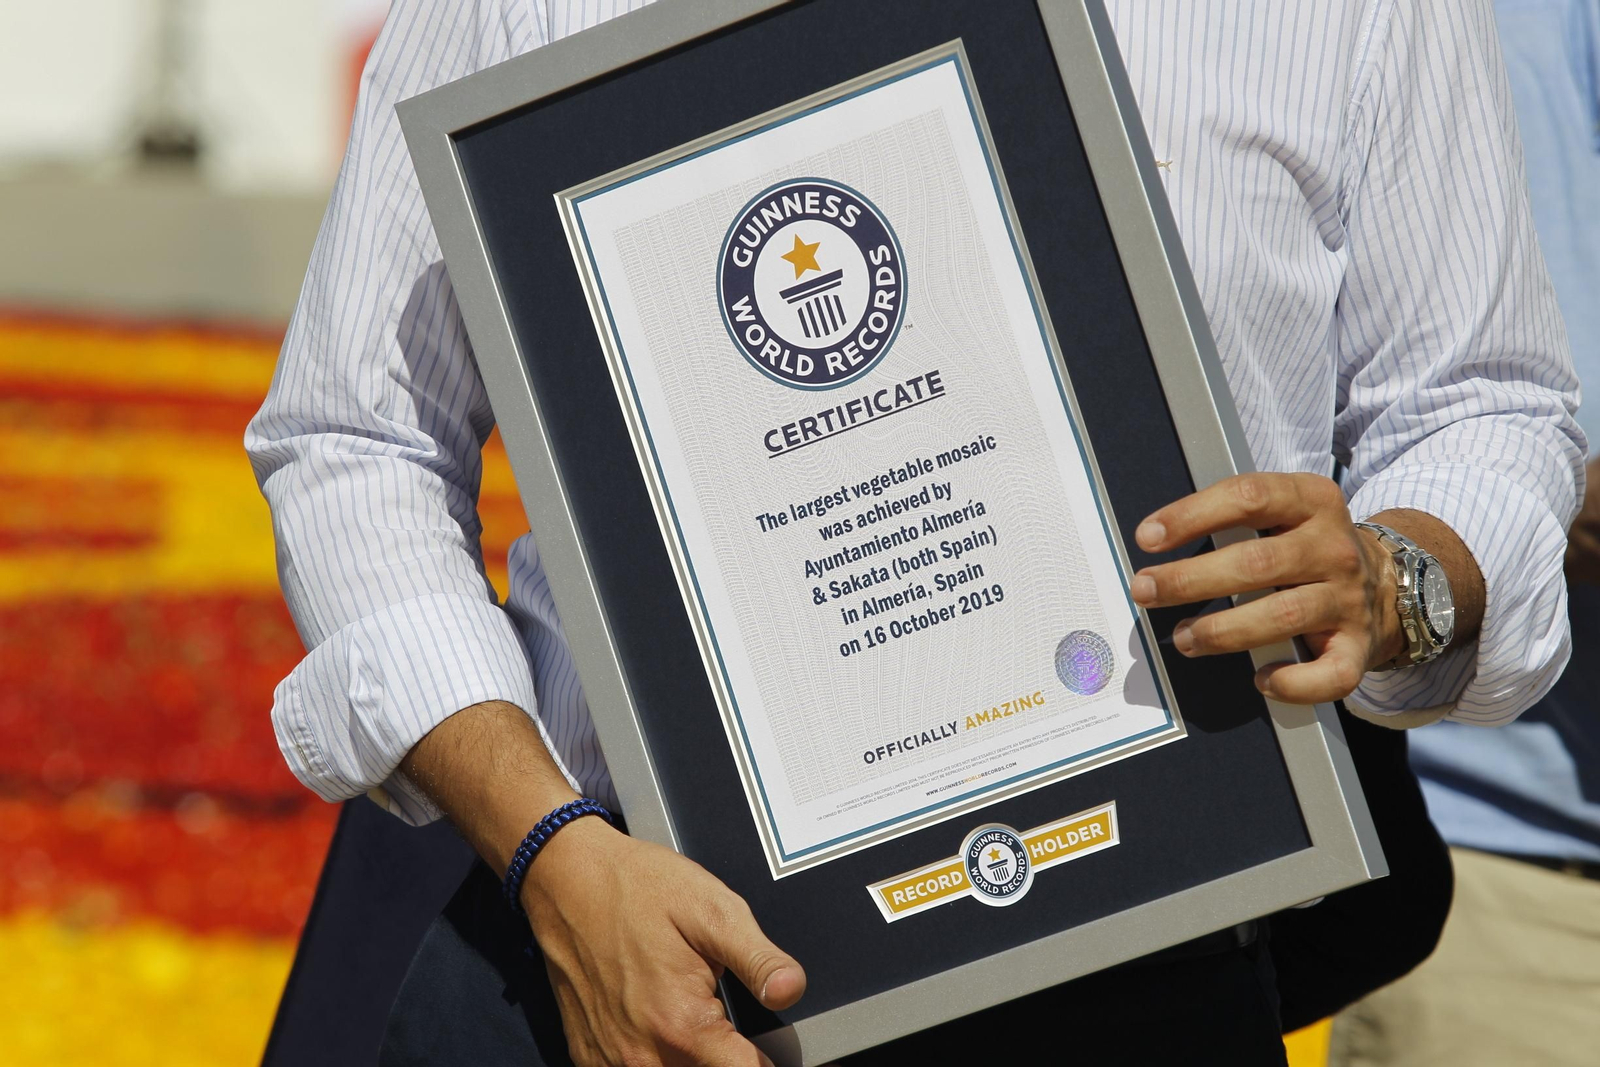 GUINNESS
WORLD RECORDS
TM
CERTIFICATE
The largest vegetable mosaic
was achieved by
Ayuntamiento Almería
& Sakata (both Spain)
in Almería, Spain
on 16 October 2019
OFFICIALLY AMAZING
WWW.GUINNESSWORLDRECORDS.COM
RECORD
GUINNESS
WORLD RECORDS
HOLDER